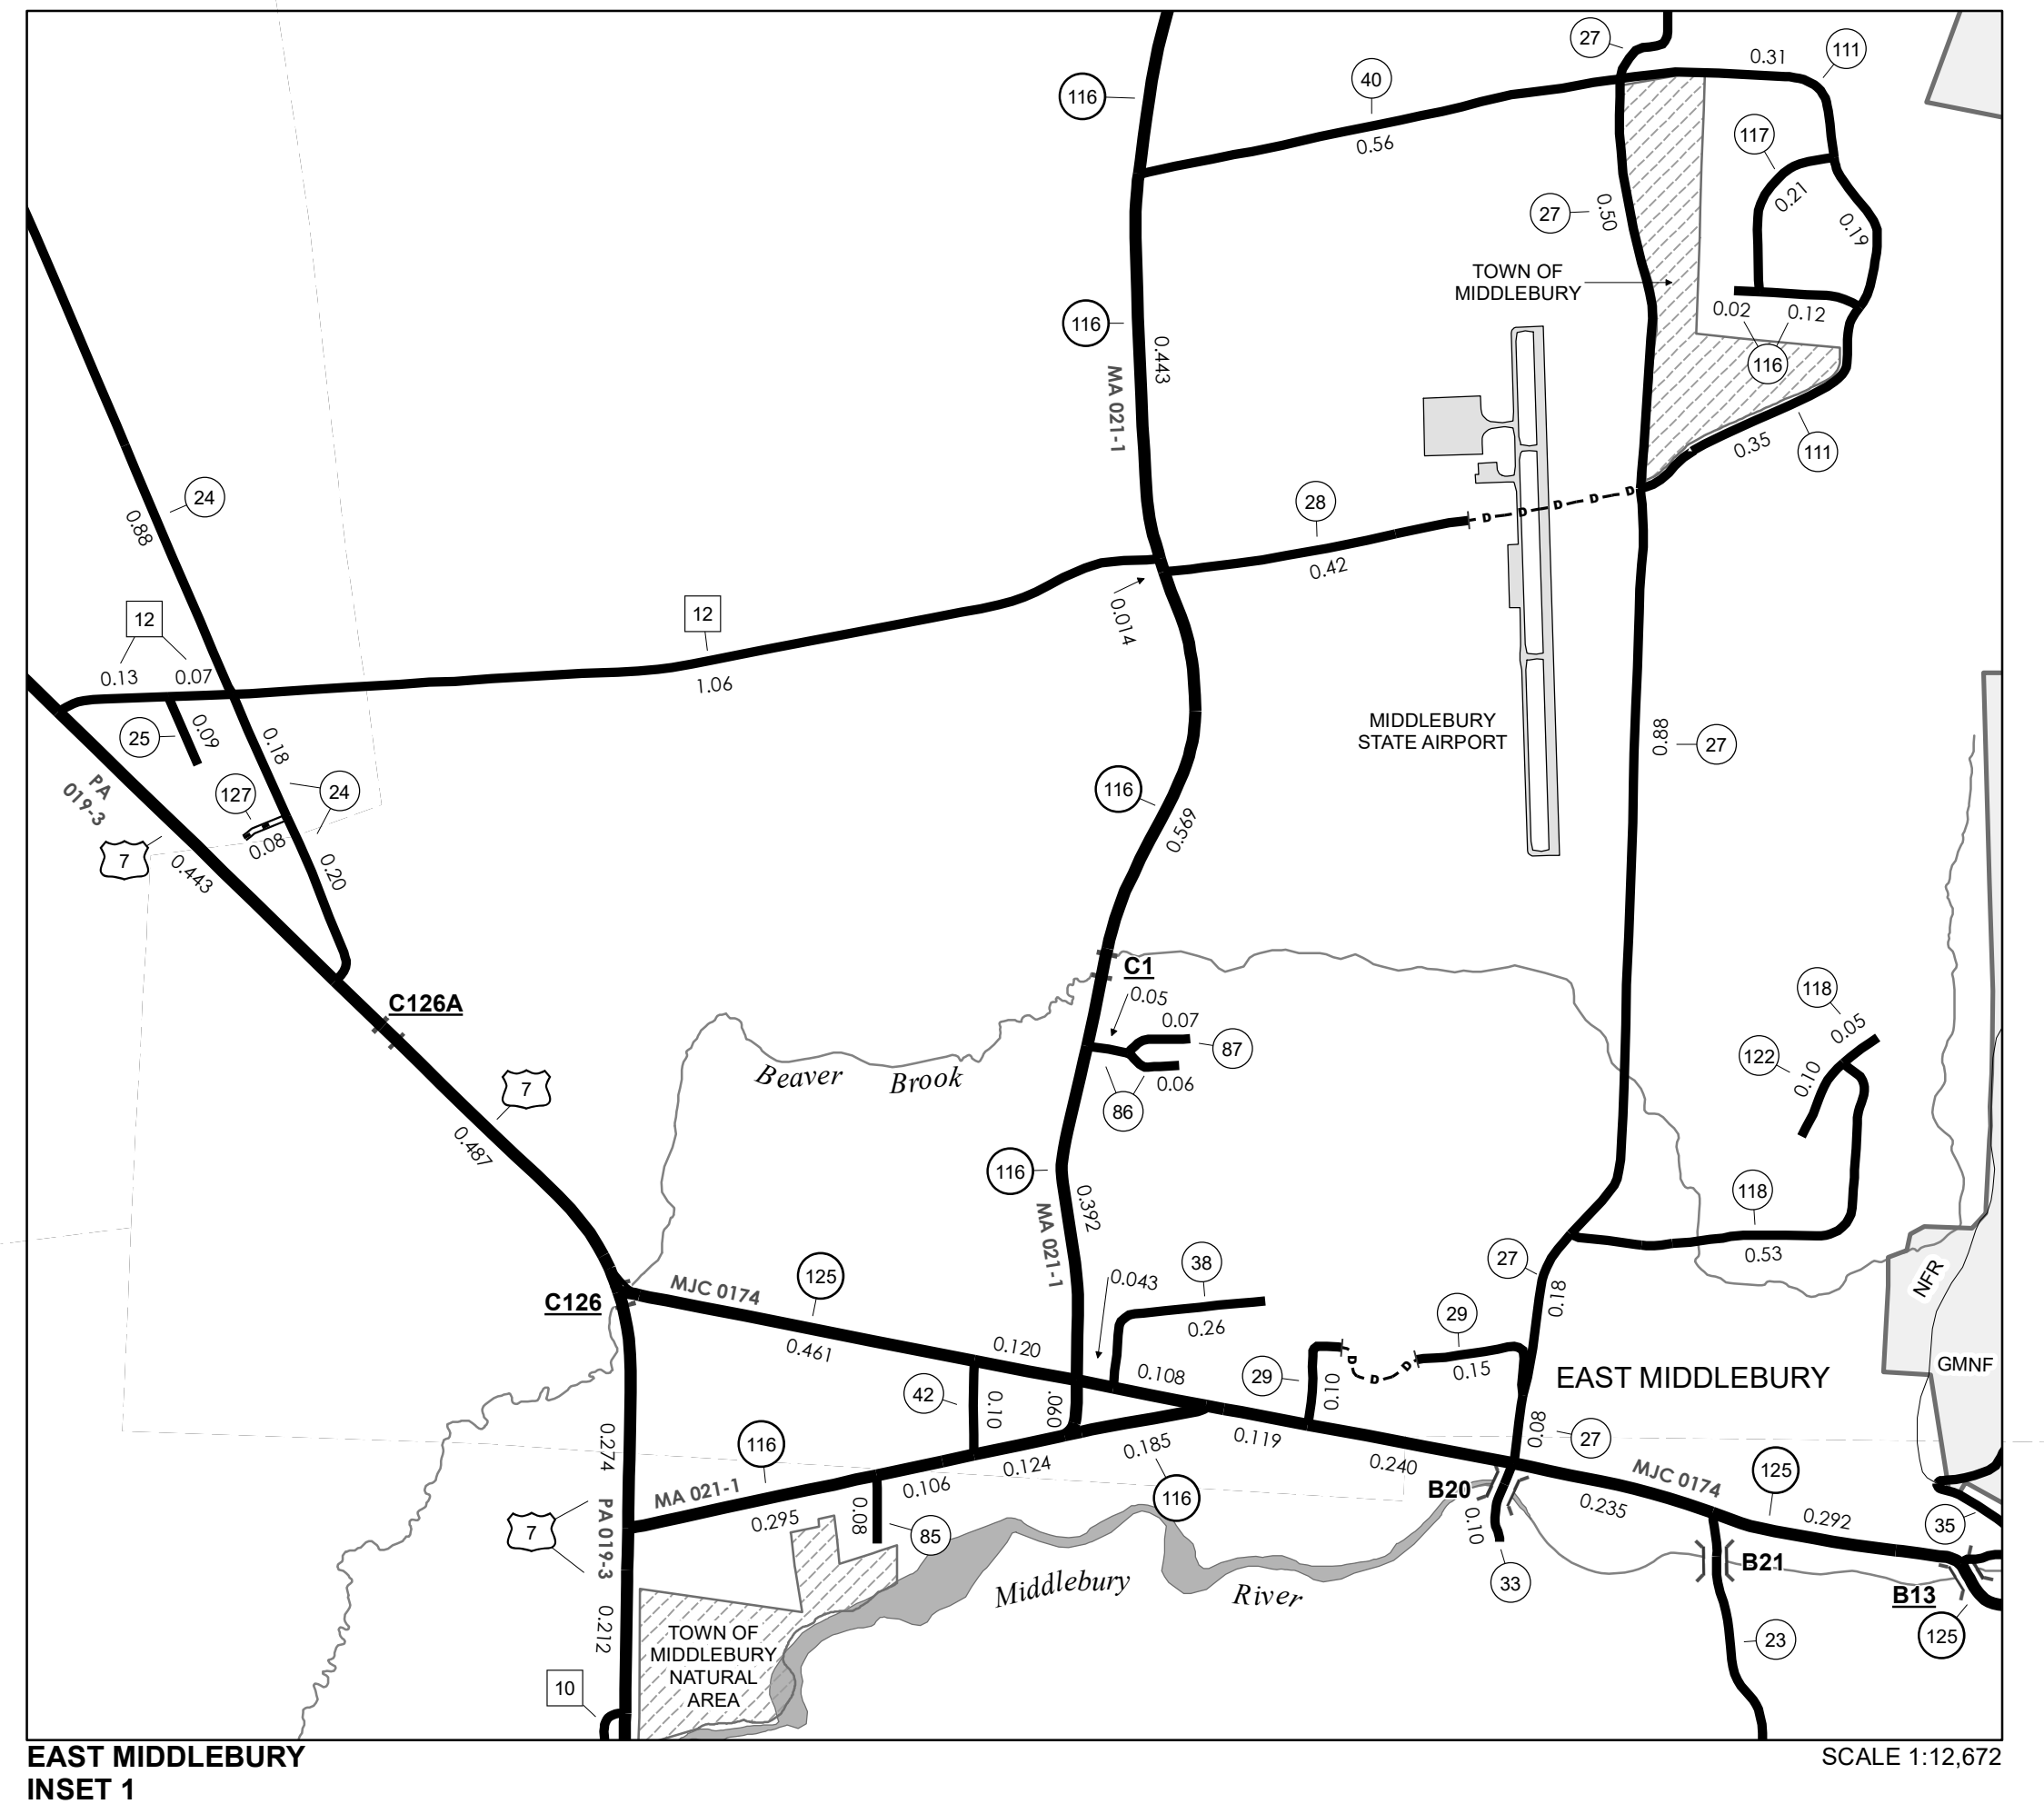 27
0.31
111
40
116
0.56
117
0.21
27
0.50
0.19
TOWN OF
MIDDLEBURY
116
0.443
MA 021-1
0.02
0.12
116
0.35
111
24
0.88
28
0.42
12
12
0.014
0.13
0.07
1.06
25
0.09
0.18
MIDDLEBURY
STATE AIRPORT
0.88
27
PA
019-3
127
24
0.08
7
0.443
0.20
116
0.569
C1
C126A
0.05
0.07
87
0.06
86
118
0.05
122
0.10
Beaver Brook
7
0.487
116
0.392
MA 021-1
118
0.53
27
0.18
NFR
C126
MJC 0174
125
0.461
0.120
0.043
38
0.26
0.108
29
0.15
29
0.10
D
D
D
D
D
D
D
D
EAST MIDDLEBURY
GMNF
42
0.10
.060
0.119
0.08
27
0.274
116
0.185
0.124
0.240
MJC 0174
125
MA 021-1
0.106
116
B20
0.235
0.292
0.295
0.08
85
0.10
35
7
PA 019-3
Middlebury River
33
B21
B13
0.212
TOWN OF
MIDDLEBURY
NATURAL
AREA
23
125
10
EAST MIDDLEBURY
INSET 1
SCALE 1:12,672